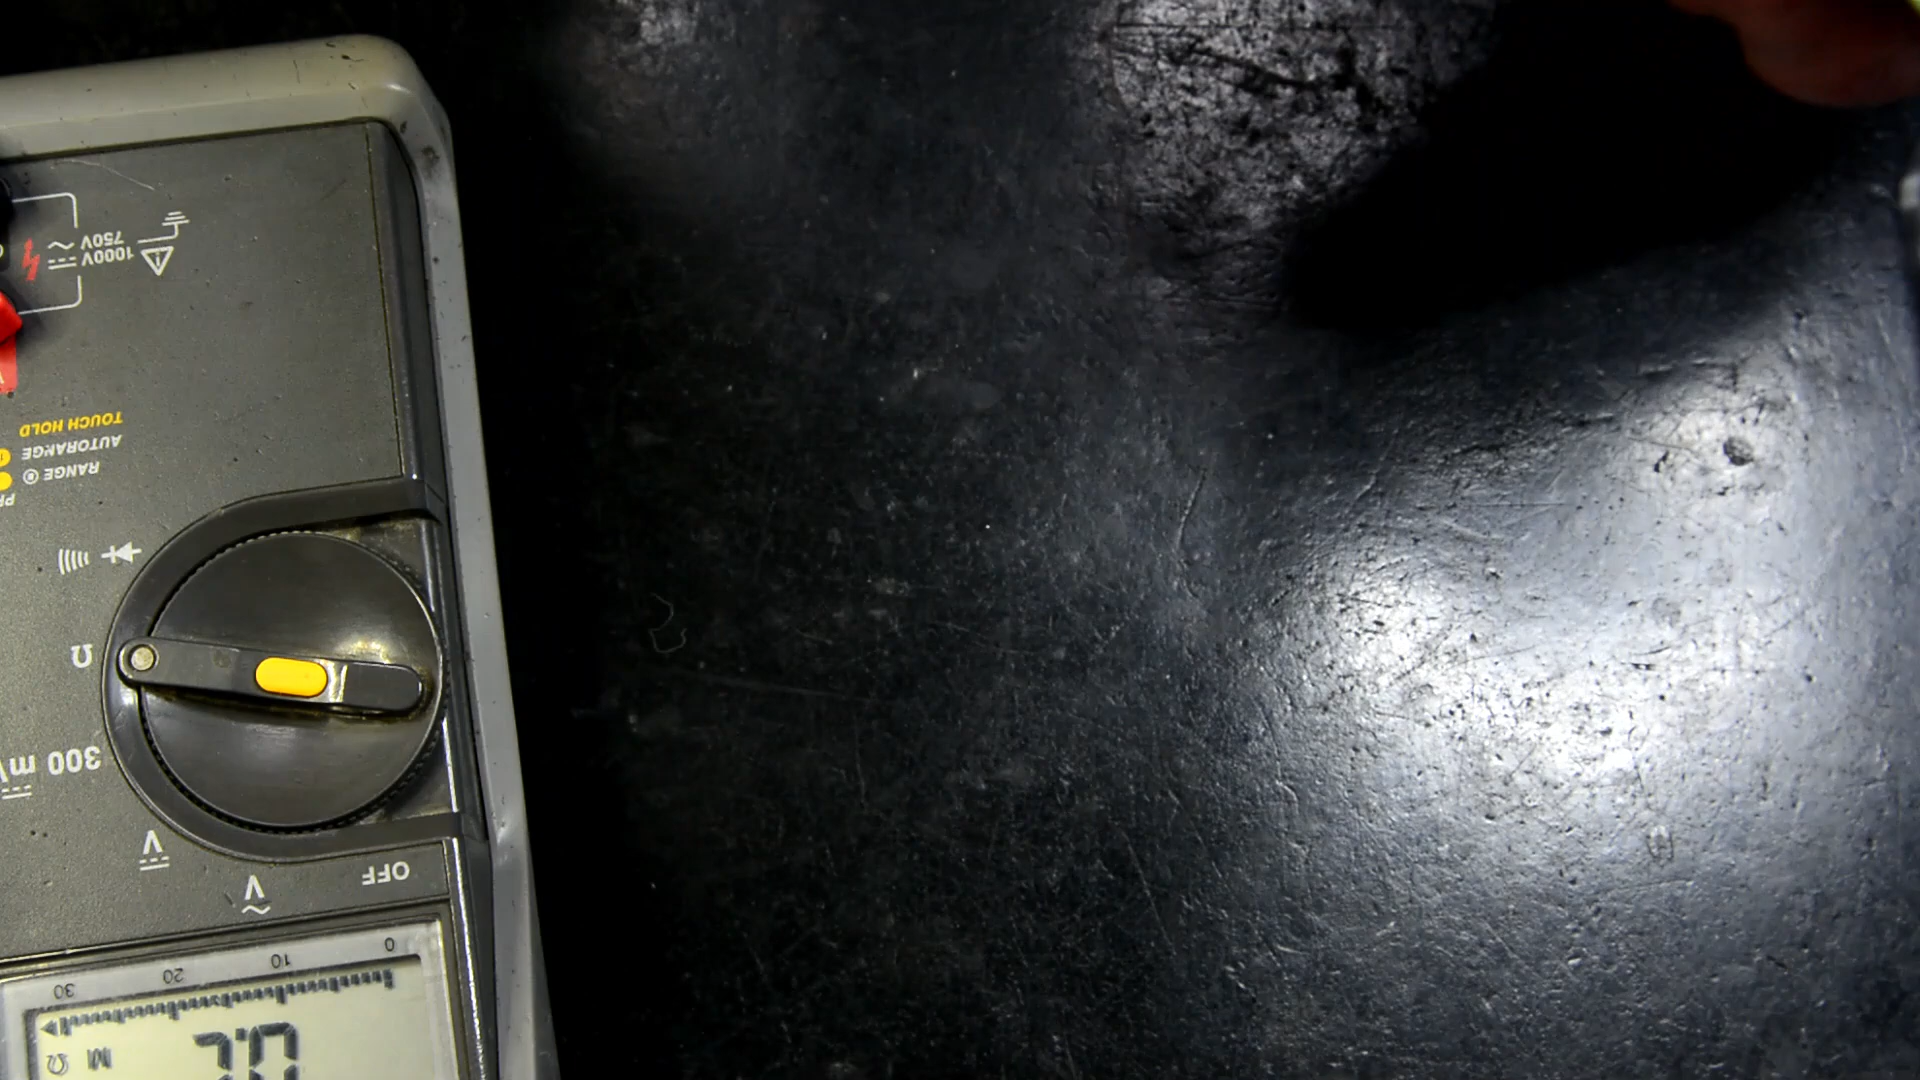 0
10
20
30
M Ω
OFF
V
V
300 mV
Ω
RANGE
AUTORANGE
TOUCH HOLD
1000V
750V